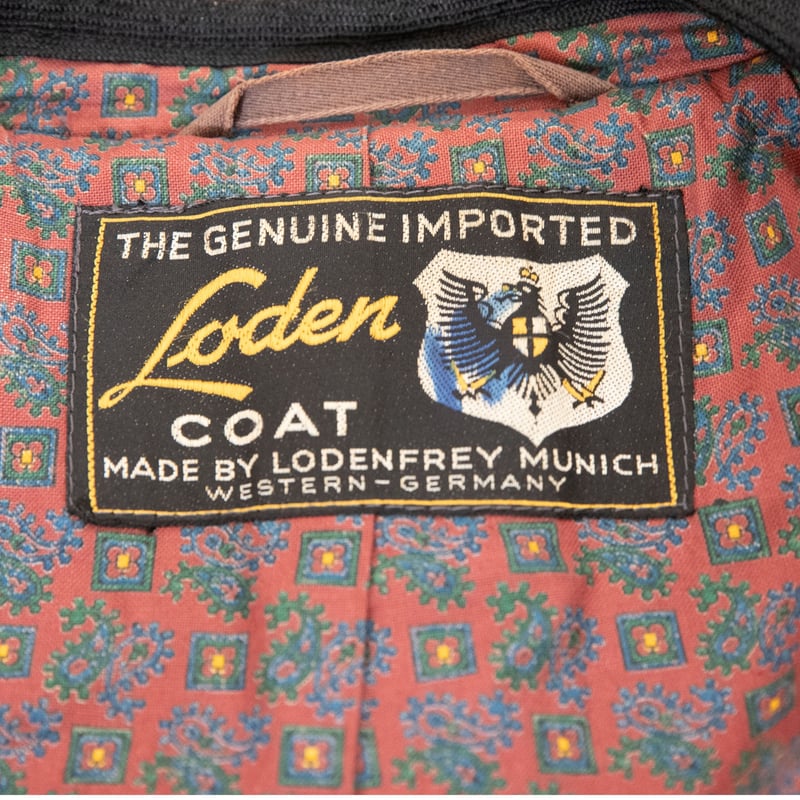 THE GENUINE IMPORTED
Loden
COAT
MADE BY LODENFREY MUNICH
WESTERN-GERMANY